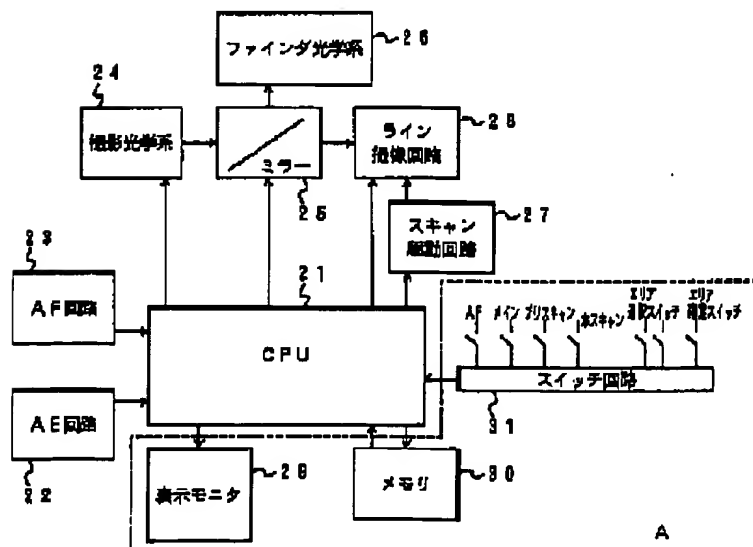 ファインダ光学系
26
24
撮影光学系
ミラー
25
ライン
撮像回路
28
スキャン
駆動回路
27
23
AF回路
21
CPU
AF
メイン
プリスキャン
本スキャン
エリア
選択スイッチ
エリア
確定スイッチ
スイッチ回路
31
AE回路
22
表示モニタ
29
メモリ
30
A